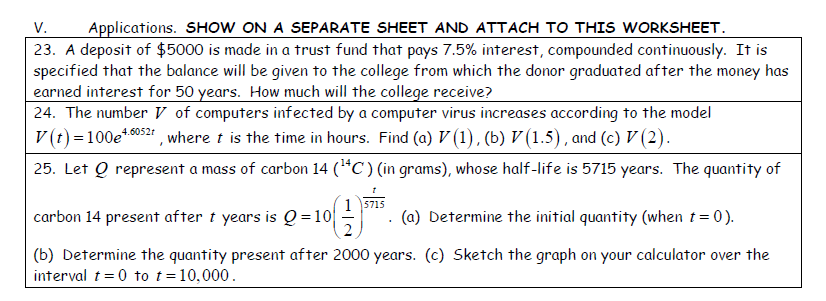 V. Applications. SHOW ON A SEPARATE SHEET AND ATTACH TO THIS WORKSHEET.
23. A deposit of $5000 is made in a trust fund that pays 7.5% interest, compounded continuously. It is
specified that the balance will be given to the college from which the donor graduated after the money has
earned interest for 50 years. How much will the college receive?
24. The number V of computers infected by a computer virus increases according to the model
V(t)=100e^{4.6052t}, where t is the time in hours. Find (a) V(1), (b) V(1.5), and (c) V(2).
25. Let Q represent a mass of carbon 14 (^{14}C) (in grams), whose half-life is 5715 years. The quantity of
carbon 14 present after t years is Q=10(1/2)^{t/5715}. (a) Determine the initial quantity (when t=0).
(b) Determine the quantity present after 2000 years. (c) Sketch the graph on your calculator over the
interval t=0 to t=10,000.